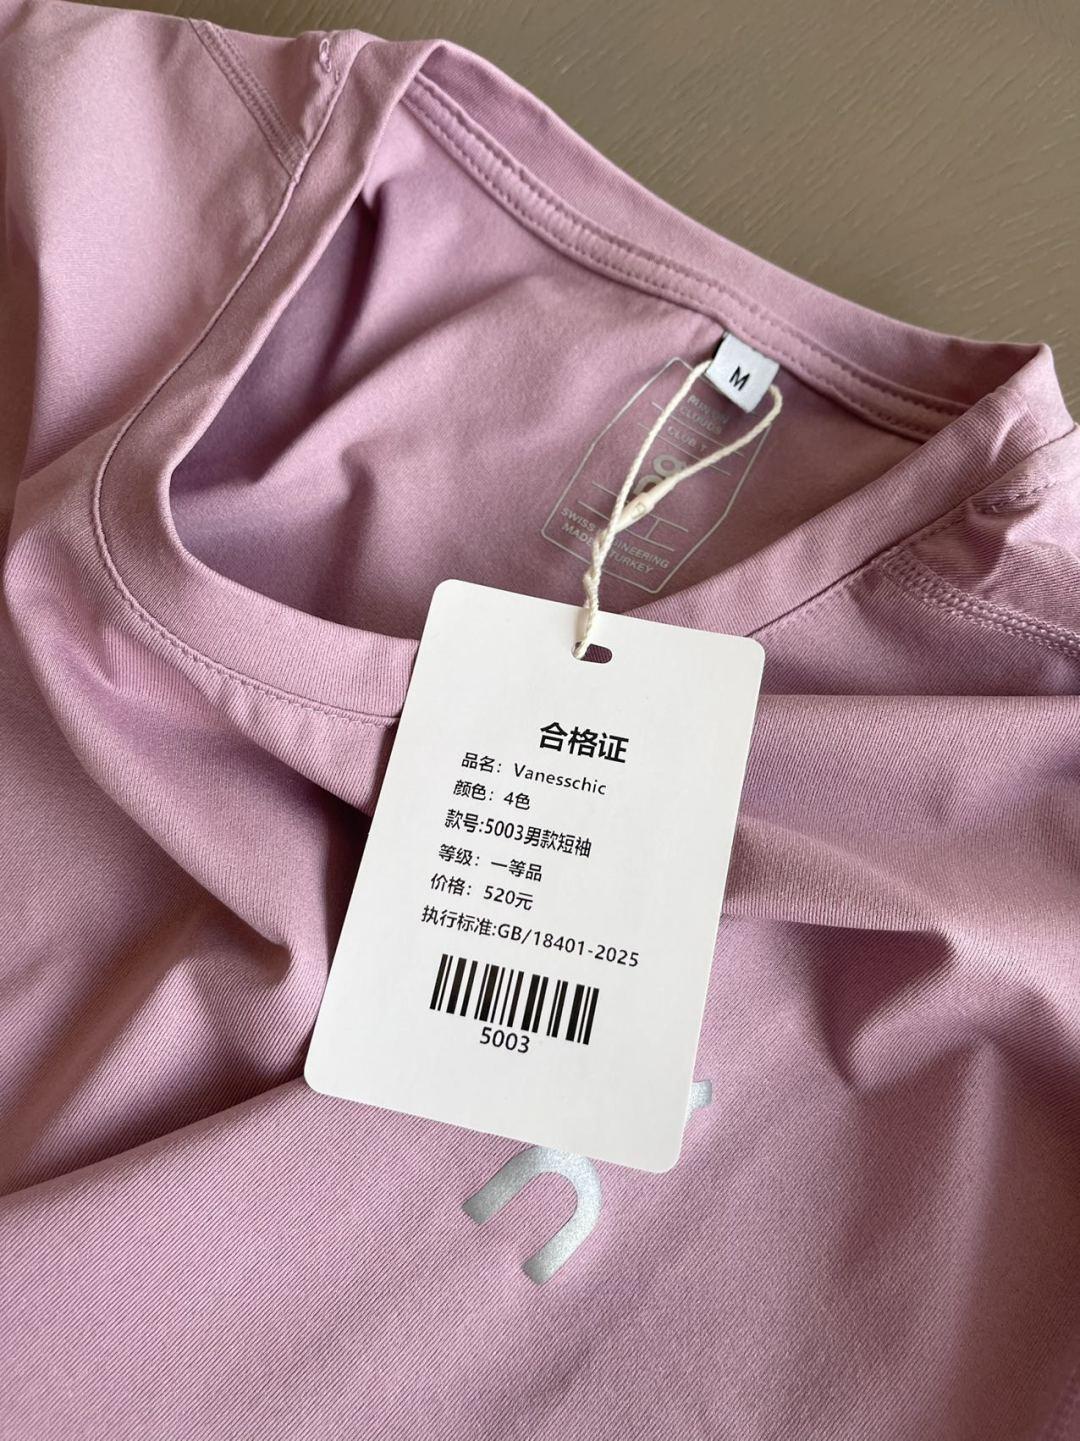 M
CLOUDS
CLUB T
on
SWISS
MADE
TURKEY
合格证
品名：Vanesschic
颜色：4色
款号:5003男款短袖
等级：一等品
价格：520元
执行标准:GB/18401-2025
5003